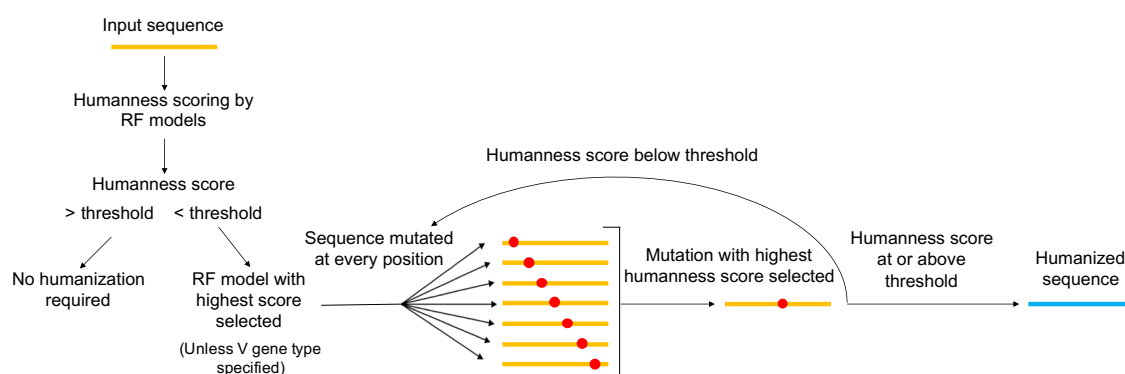 Input sequence
Humanness scoring by
RF models
Humanness score
> threshold < threshold
No humanization
required
RF model with
highest score
selected
(Unless V gene type
specified)
Sequence mutated
at every position
Humanness score below threshold
Mutation with highest
humanness score selected
Humanness score
at or above
threshold
Humanized
sequence